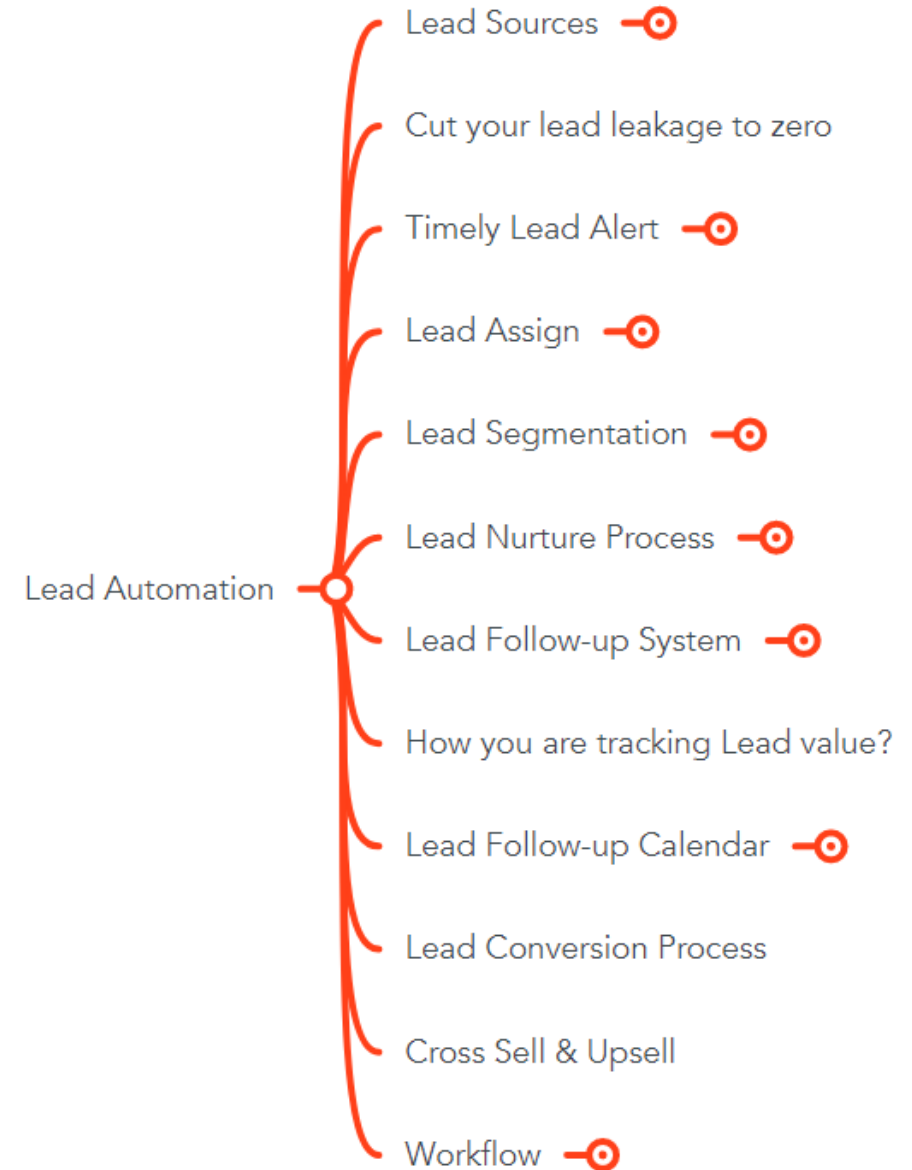 Lead Sources
Cut your lead leakage to zero
Timely Lead Alert
Lead Assign
Lead Segmentation
Lead Nurture Process
Lead Automation
Lead Follow-up System
How you are tracking Lead value?
Lead Follow-up Calendar
Lead Conversion Process
Cross Sell & Upsell
Workflow